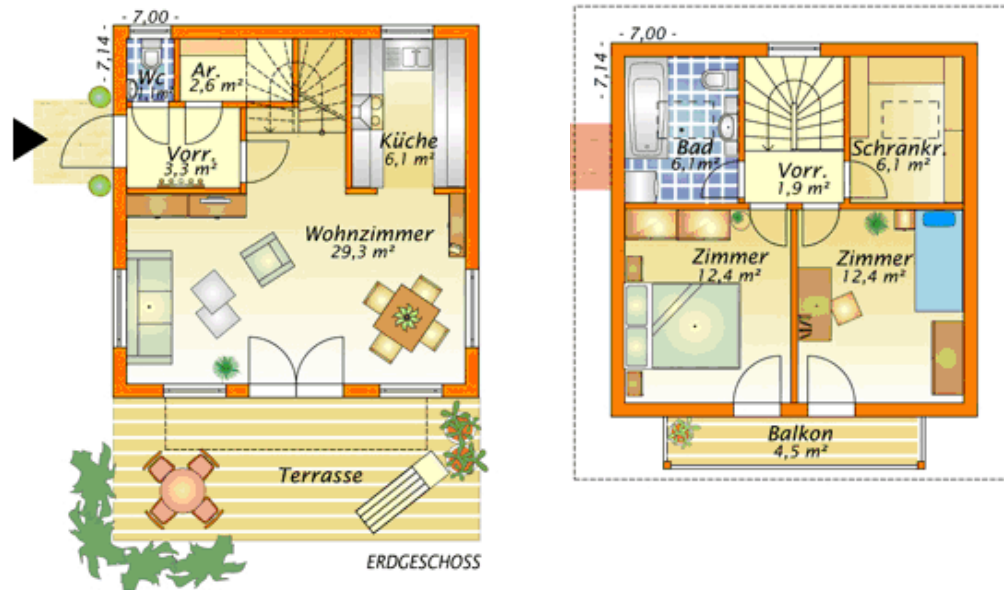 - 7,00 -
- 7,14 -
Wc
1,1m²
Ar.
2,6 m²
Vorr.
3,3 m²
Küche
6,1 m²
Wohnzimmer
29,3 m²
Terrasse
ERDGESCHOSS
- 7,00 -
- 7,14 -
Bad
6,1m²
Vorr.
1,9 m²
Schrankr.
6,1 m²
Zimmer
12,4 m²
Zimmer
12,4 m²
Balkon
4,5 m²